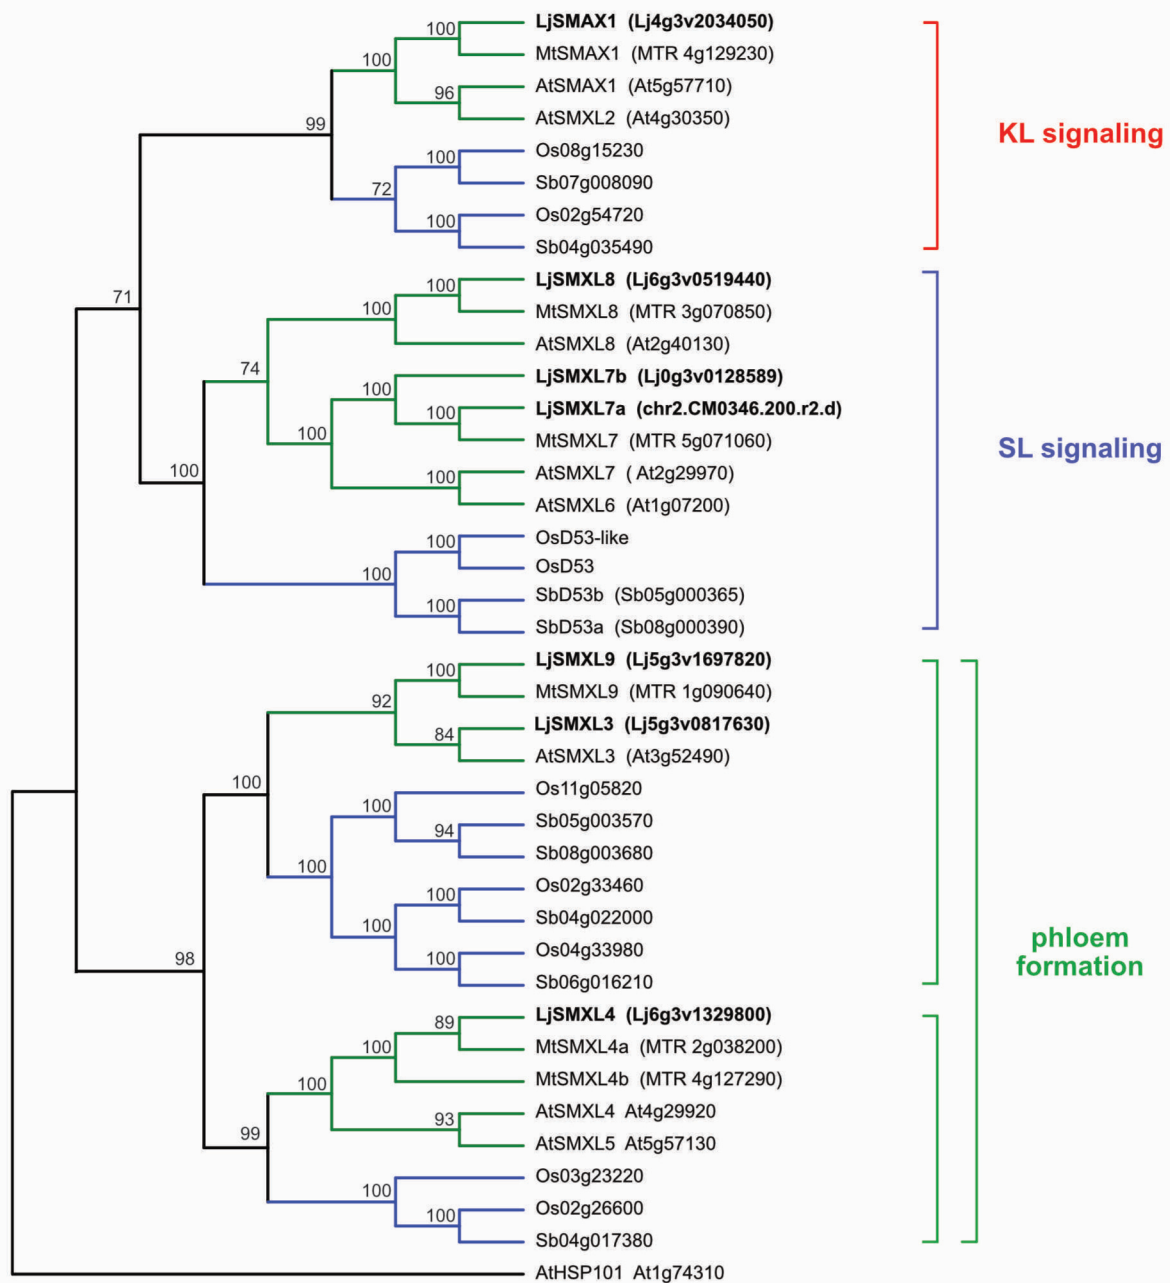 LjSMAX1 (Lj4g3v2034050)
MtSMAX1 (MTR 4g129230)
AtSMAX1 (At5g57710)
AtSMXL2 (At4g30350)
Os08g15230
Sb07g008090
Os02g54720
Sb04g035490
LjSMXL8 (Lj6g3v0519440)
MtSMXL8 (MTR 3g070850)
AtSMXL8 (At2g40130)
LjSMXL7b (Lj0g3v0128589)
LjSMXL7a (chr2.CM0346.200.r2.d)
MtSMXL7 (MTR 5g071060)
AtSMXL7 ( At2g29970)
AtSMXL6 (At1g07200)
OsD53-like
OsD53
SbD53b (Sb05g000365)
SbD53a (Sb08g000390)
LjSMXL9 (Lj5g3v1697820)
MtSMXL9 (MTR 1g090640)
LjSMXL3 (Lj5g3v0817630)
AtSMXL3 (At3g52490)
Os11g05820
Sb05g003570
Sb08g003680
Os02g33460
Sb04g022000
Os04g33980
Sb06g016210
LjSMXL4 (Lj6g3v1329800)
MtSMXL4a (MTR 2g038200)
MtSMXL4b (MTR 4g127290)
AtSMXL4 At4g29920
AtSMXL5 At5g57130
Os03g23220
Os02g26600
Sb04g017380
AtHSP101 At1g74310
KL signaling
SL signaling
phloem
formation
100
100
96
99
100
72
100
71
100
100
74
100
100
100
100
100
100
100
100
100
92
84
100
100
94
100
100
100
100
98
89
100
100
93
99
100
100